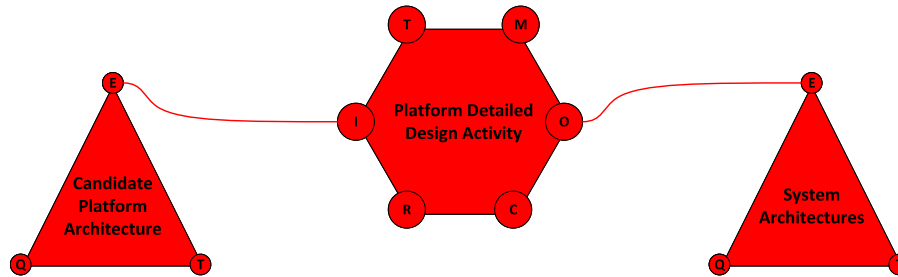 T M
E
E
I
Platform Detailed
Design Activity
O
Candidate
Platform
Architecture
System
Architectures
R C
Q T
Q